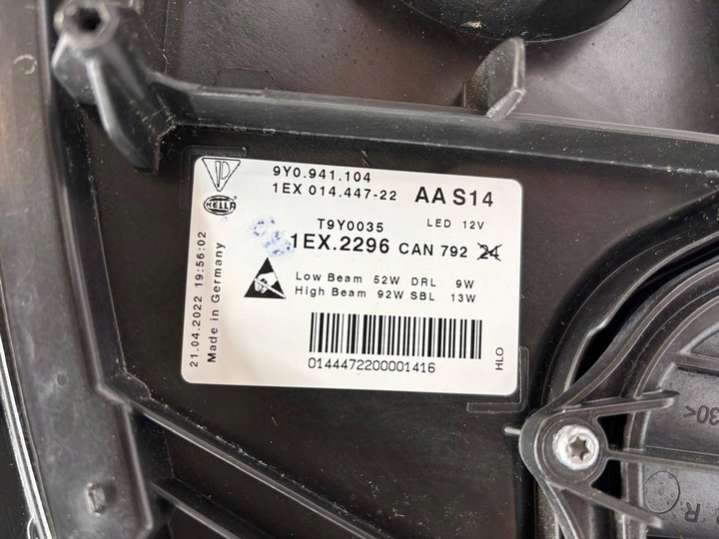 9Y0.941.104
1EX 014.447-22 AA S14
HELLA
T9Y0035 LED 12V
1EX.2296 CAN 792 24
Low Beam 52W DRL 9W
High Beam 92W SBL 13W
0144472200001416
HLO
21.04.2022 19:56:02
Made in Germany
30<
R